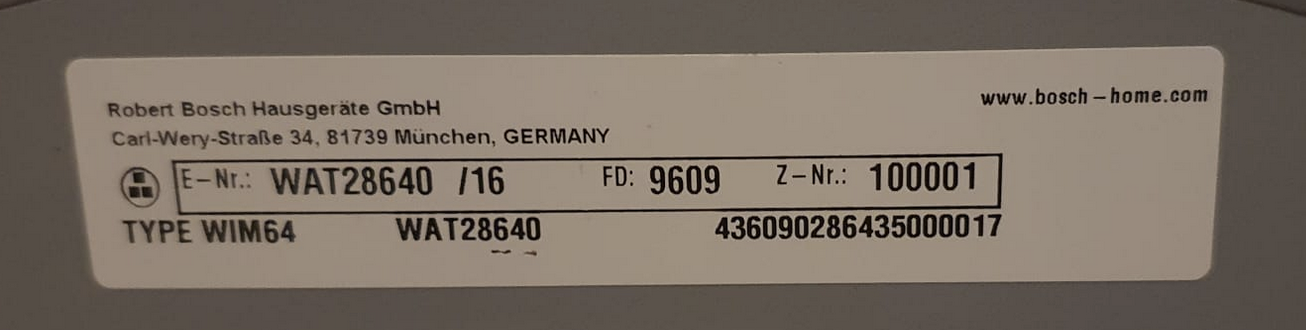 Robert Bosch Hausgeräte GmbH
www.bosch-home.com
Carl-Wery-Straße 34, 81739 München, GERMANY
E-Nr.: WAT28640 /16 FD: 9609 Z-Nr.: 100001
TYPE WIM64 WAT28640 436090286435000017